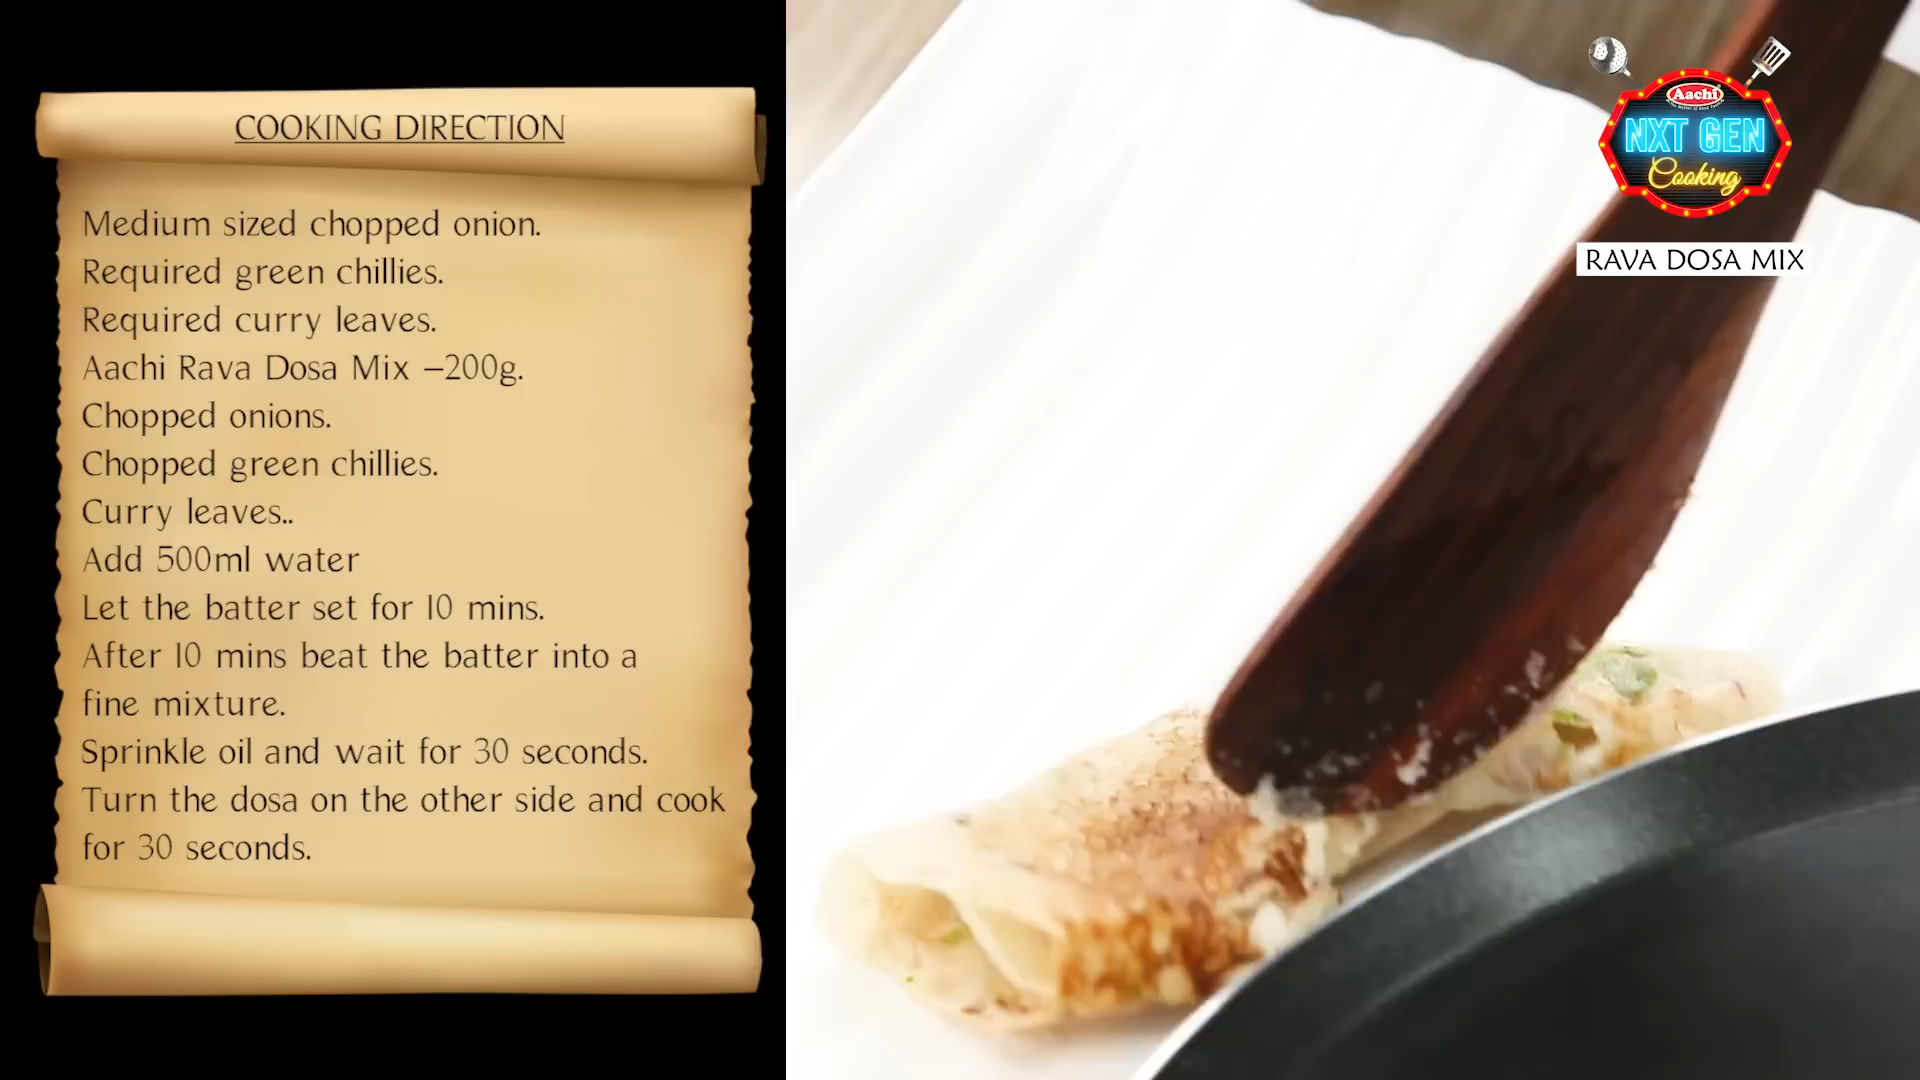 COOKING DIRECTION
Medium sized chopped onion.
Required green chillies.
Required curry leaves.
Aachi Rava Dosa Mix –200g.
Chopped onions.
Chopped green chillies.
Curry leaves..
Add 500ml water
Let the batter set for 10 mins.
After 10 mins beat the batter into a
fine mixture.
Sprinkle oil and wait for 30 seconds.
Turn the dosa on the other side and cook
for 30 seconds.
Aachi
NXT GEN
Cooking
RAVA DOSA MIX